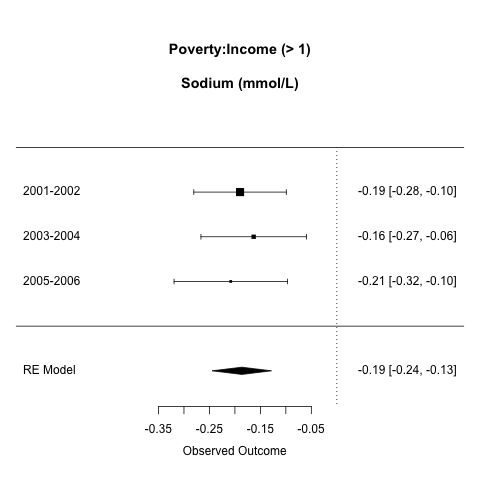 Poverty:Income (> 1)
Sodium (mmol/L)
2001-2002 -0.19 [-0.28, -0.10]
2003-2004 -0.16 [-0.27, -0.06]
2005-2006 -0.21 [-0.32, -0.10]
RE Model -0.19 [-0.24, -0.13]
-0.35 -0.25 -0.15 -0.05
Observed Outcome